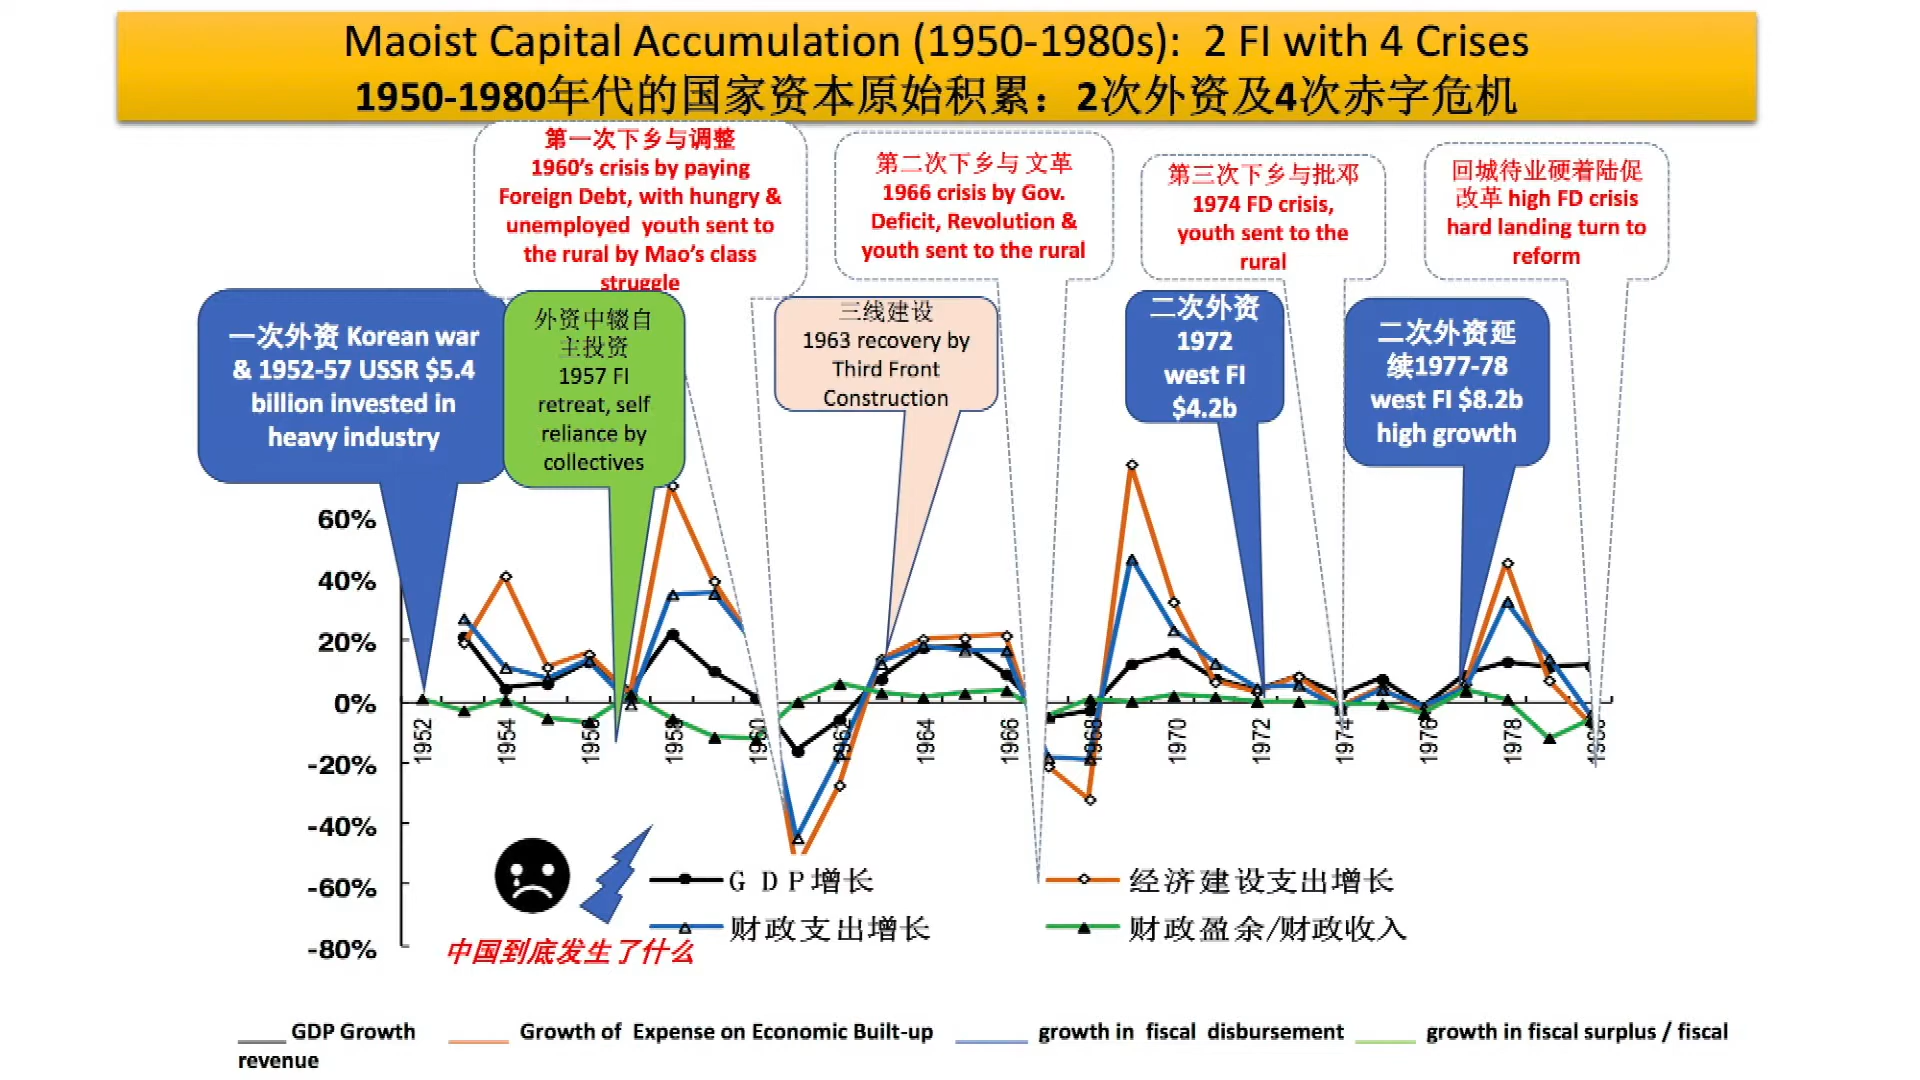 Maoist Capital Accumulation (1950-1980s): 2 FI with 4 Crises
1950-1980年代的国家资本原始积累：2次外资及4次赤字危机
第一次下乡与调整
1960's crisis by paying
Foreign Debt, with hungry &
unemployed youth sent to
the rural by Mao's class
struggle
第二次下乡与 文革
1966 crisis by Gov.
Deficit, Revolution &
youth sent to the rural
第三次下乡与批邓
1974 FD crisis,
youth sent to the
rural
回城待业硬着陆促
改革 high FD crisis
hard landing turn to
reform
一次外资 Korean war
& 1952-57 USSR $5.4
billion invested in
heavy industry
外资中辍自
主投资
1957 FI
retreat, self
reliance by
collectives
三线建设
1963 recovery by
Third Front
Construction
二次外资
1972
west FI
$4.2b
二次外资延
续1977-78
west FI $8.2b
high growth
60%
40%
20%
0%
-20%
-40%
-60%
-80%
1952
1954
1956
1958
1960
1962
1964
1966
1968
1970
1972
1974
1976
1978
中国到底发生了什么
GDP增长
经济建设支出增长
财政支出增长
财政盈余/财政收入
GDP Growth
Growth of Expense on Economic Built-up
growth in fiscal disbursement
growth in fiscal surplus / fiscal
revenue